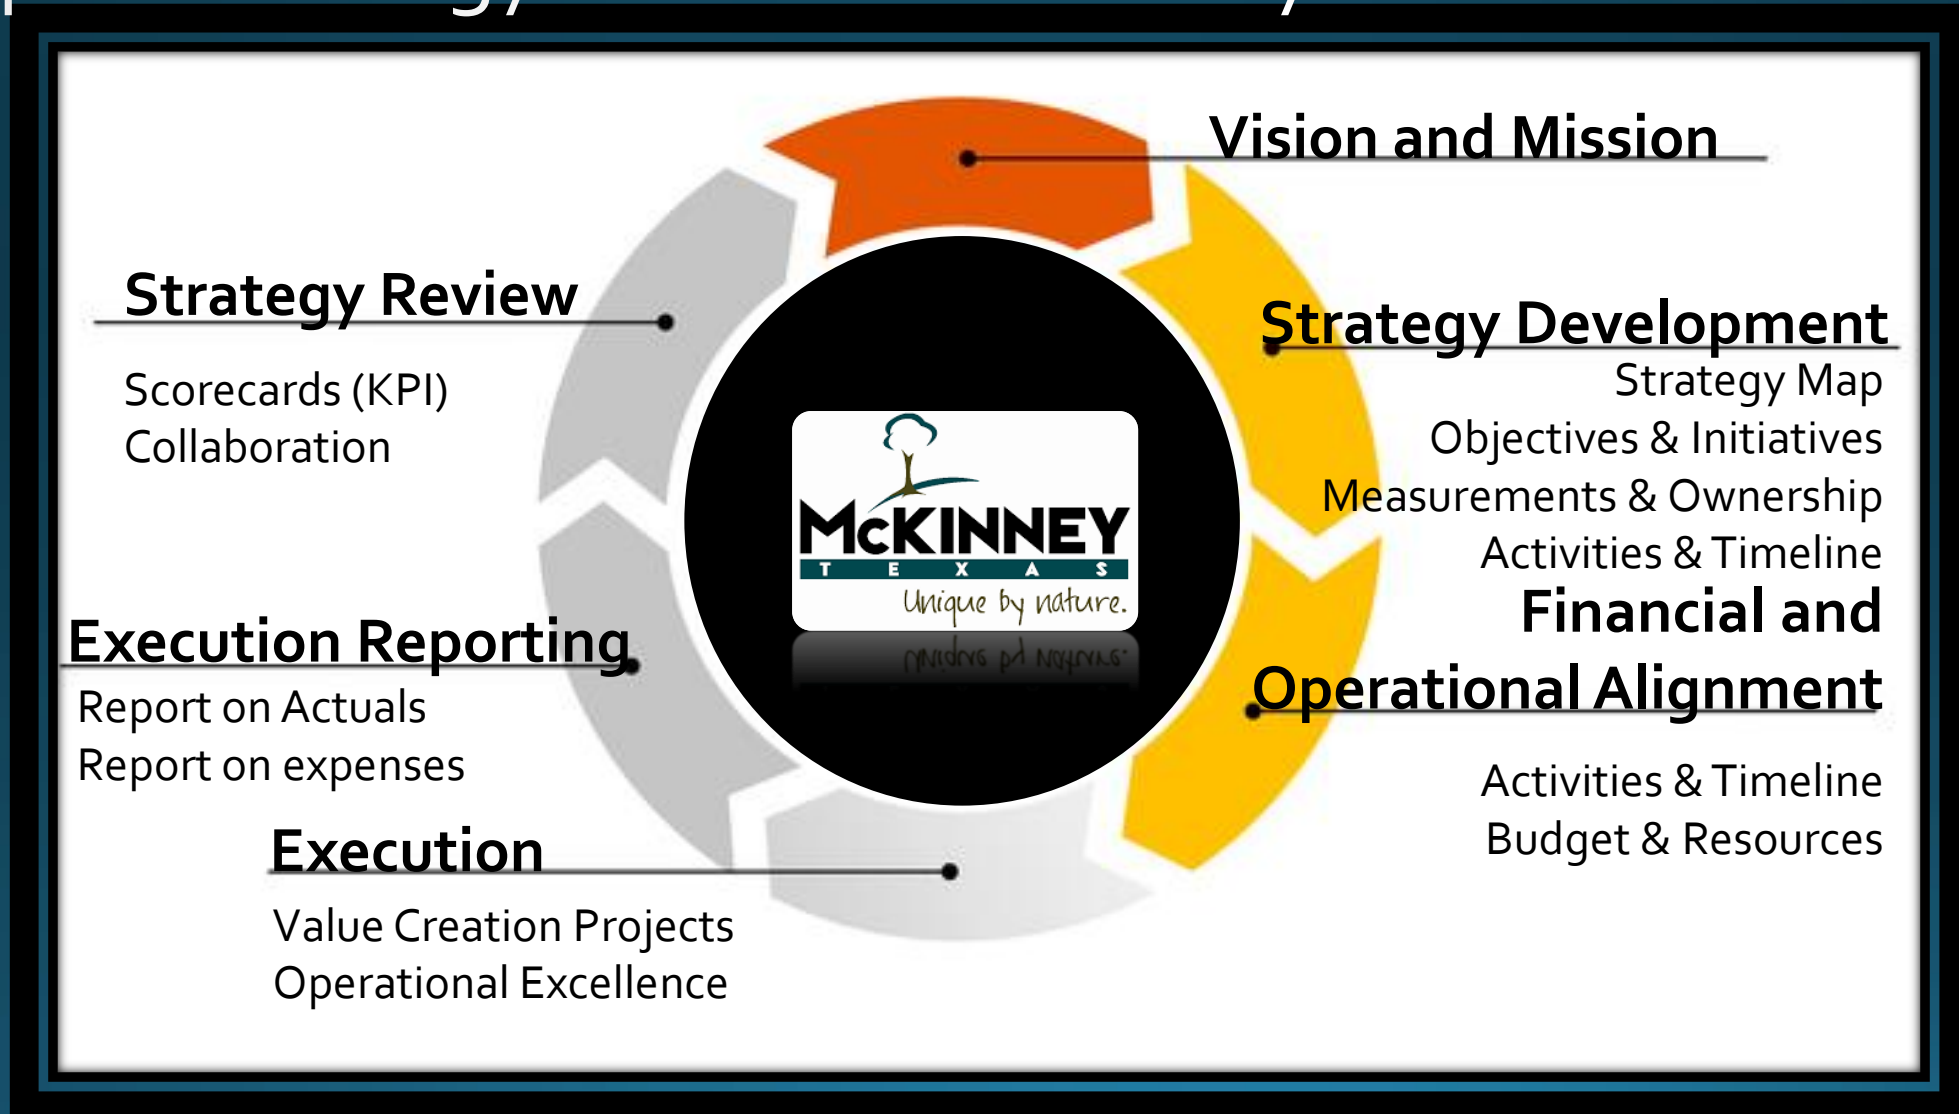 Vision and Mission
Strategy Development
Strategy Map
Objectives & Initiatives
Measurements & Ownership
Activities & Timeline
Financial and
Operational Alignment
Activities & Timeline
Budget & Resources
Execution
Value Creation Projects
Operational Excellence
Execution Reporting
Report on Actuals
Report on expenses
Strategy Review
Scorecards (KPI)
Collaboration
McKINNEY
TEXAS
Unique by nature.